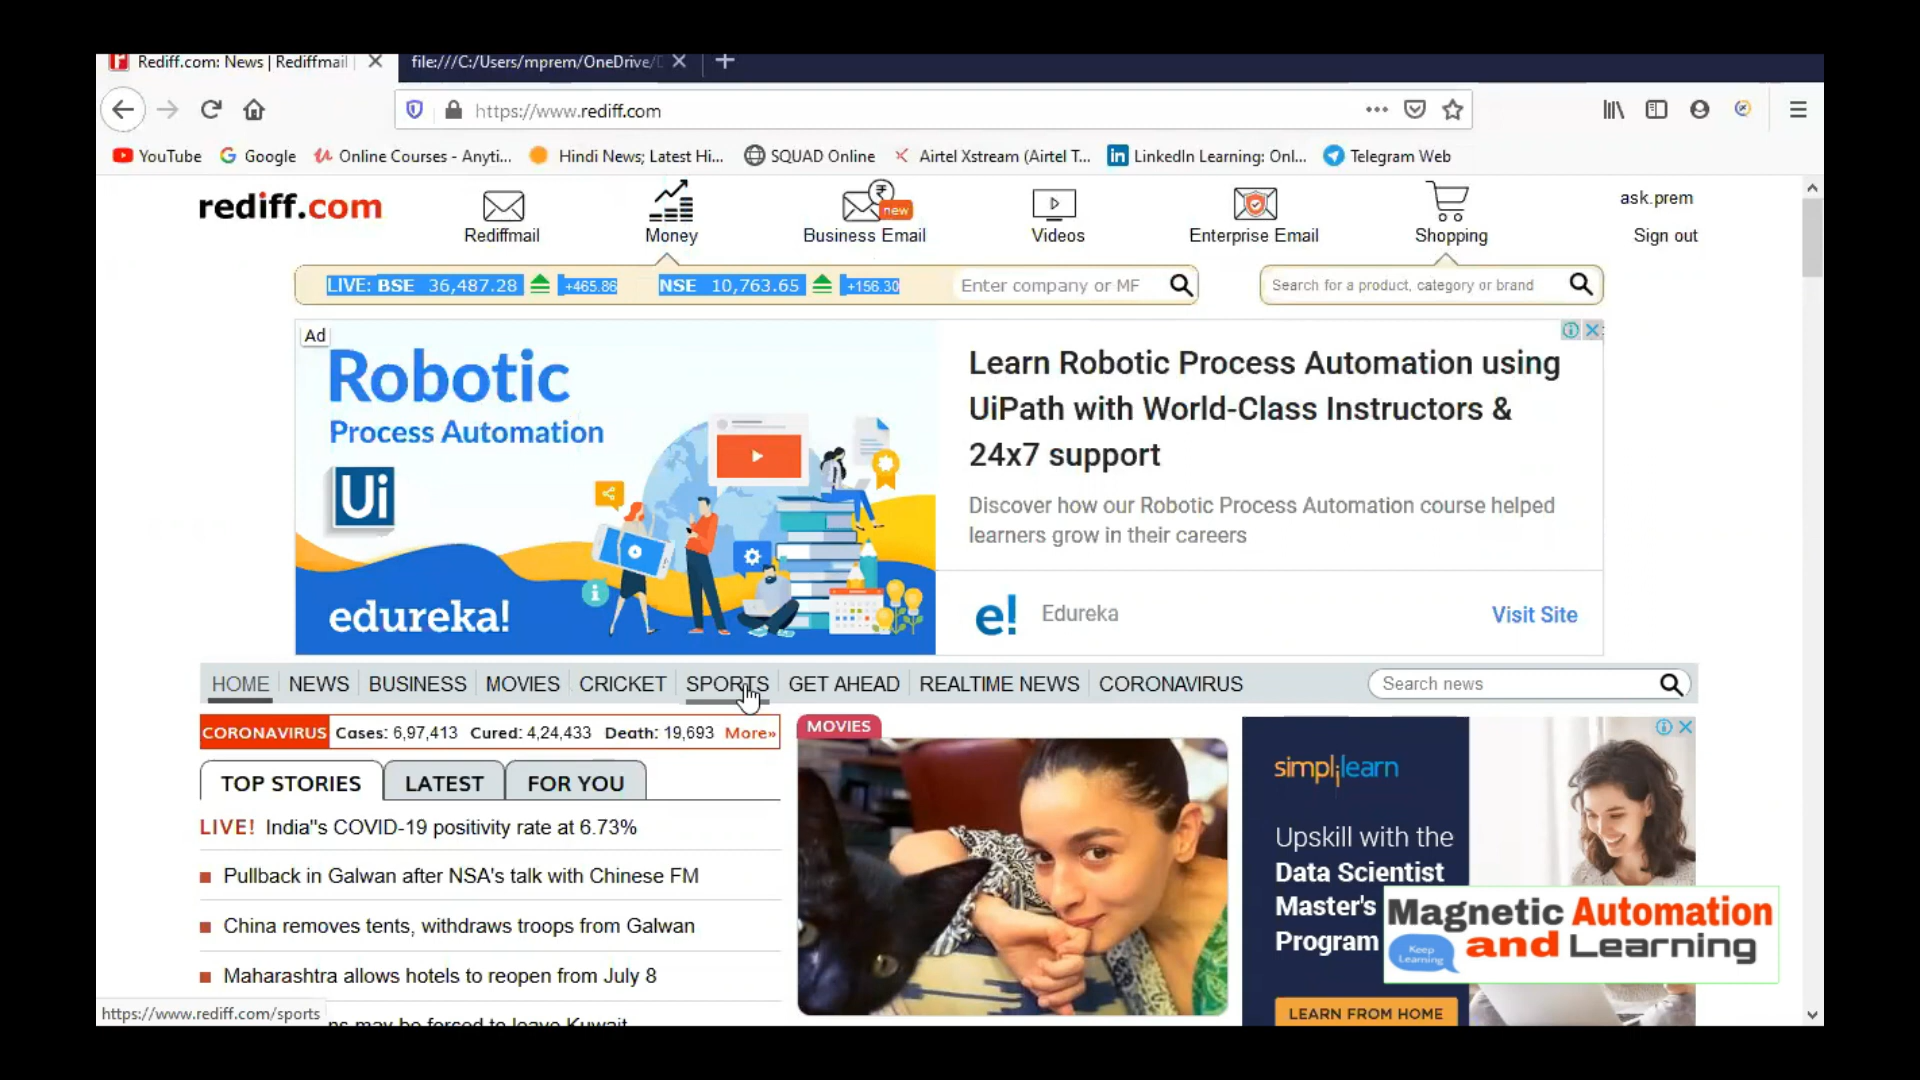 Rediff.com: News | Rediffmail
file:///C:/Users/mprem/OneDrive/
https://www.rediff.com
YouTube
Google
Online Courses - Anyti...
Hindi News; Latest Hi...
SQUAD Online
Airtel Xstream (Airtel T...
LinkedIn Learning: Onl...
Telegram Web
rediff.com
Rediffmail
Money
new
Business Email
Videos
Enterprise Email
Shopping
ask.prem
Sign out
LIVE: BSE 36,487.28 +465.86 NSE 10,763.65 +156.30
Enter company or MF
Search for a product, category or brand
Ad
Robotic
Process Automation
Ui
edureka!
Learn Robotic Process Automation using
UiPath with World-Class Instructors &
24x7 support
Discover how our Robotic Process Automation course helped
learners grow in their careers
e! Edureka
Visit Site
HOME NEWS BUSINESS MOVIES CRICKET SPORTS GET AHEAD REALTIME NEWS CORONAVIRUS
Search news
CORONAVIRUS Cases: 6,97,413 Cured: 4,24,433 Death: 19,693 More»
TOP STORIES
LATEST
FOR YOU
LIVE! India"s COVID-19 positivity rate at 6.73%
Pullback in Galwan after NSA's talk with Chinese FM
China removes tents, withdraws troops from Galwan
Maharashtra allows hotels to reopen from July 8
may be forced to leave Kuwait
https://www.rediff.com/sports
MOVIES
simplilearn
Upskill with the
Data Scientist
Master's
Program
LEARN FROM HOME
Magnetic Automation
Keep
Learning
and Learning